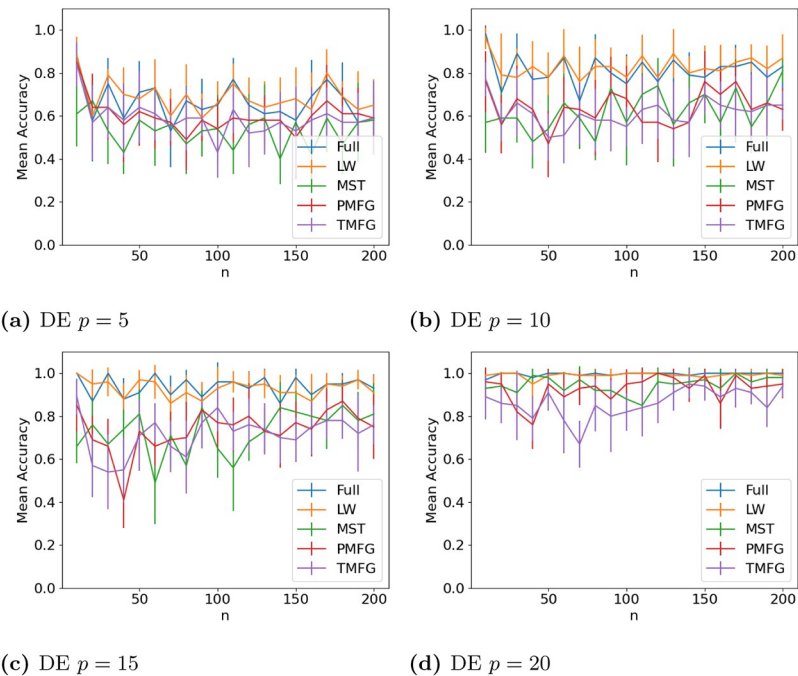 1.0
0.8
0.6
0.4
0.2
0.0
Mean Accuracy
50 100 150 200
n
Full
LW
MST
PMFG
TMFG
1.0
0.8
0.6
0.4
0.2
0.0
Mean Accuracy
50 100 150 200
n
Full
LW
MST
PMFG
TMFG
(a) DE p = 5
(b) DE p = 10
1.0
0.8
0.6
0.4
0.2
0.0
Mean Accuracy
50 100 150 200
n
Full
LW
MST
PMFG
TMFG
1.0
0.8
0.6
0.4
0.2
0.0
Mean Accuracy
50 100 150 200
n
Full
LW
MST
PMFG
TMFG
(c) DE p = 15
(d) DE p = 20